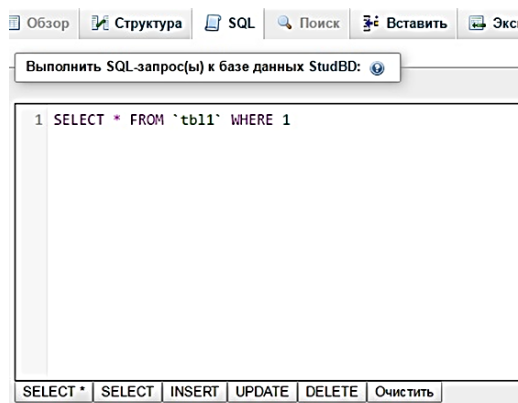 Обзор Структура SQL Поиск Вставить
Выполнить SQL-запрос(ы) к базе данных StudBD:
1 SELECT * FROM `tbl1` WHERE 1
SELECT * SELECT INSERT UPDATE DELETE Очистить